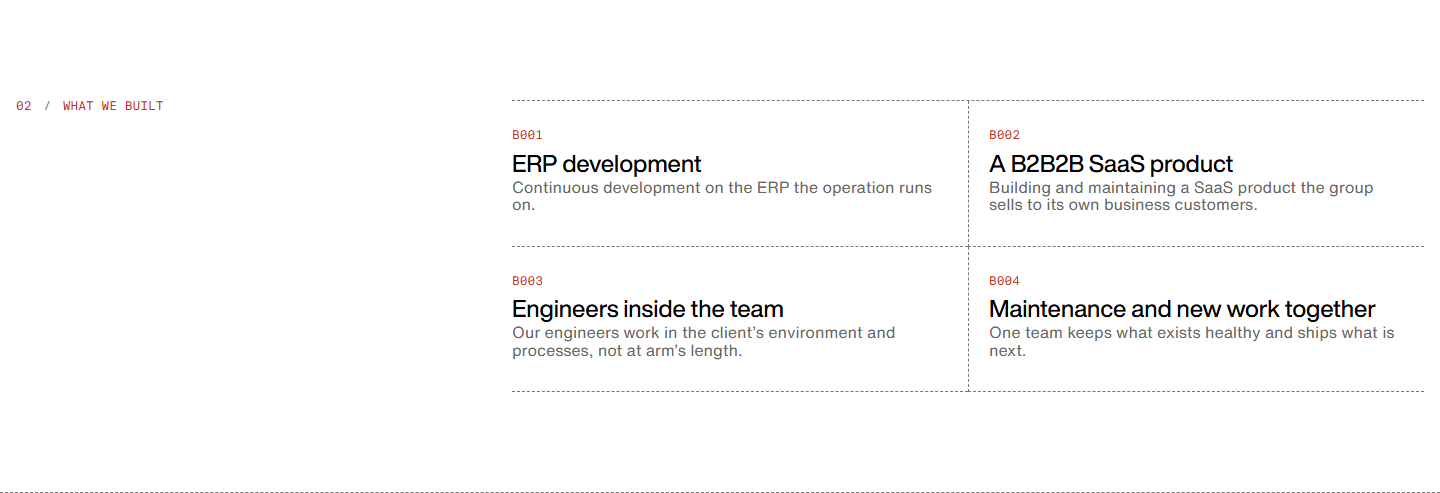 02 / WHAT WE BUILT
B001
ERP development
Continuous development on the ERP the operation runs
on.
B002
A B2B2B SaaS product
Building and maintaining a SaaS product the group
sells to its own business customers.
B003
Engineers inside the team
Our engineers work in the client’s environment and
processes, not at arm’s length.
B004
Maintenance and new work together
One team keeps what exists healthy and ships what is
next.